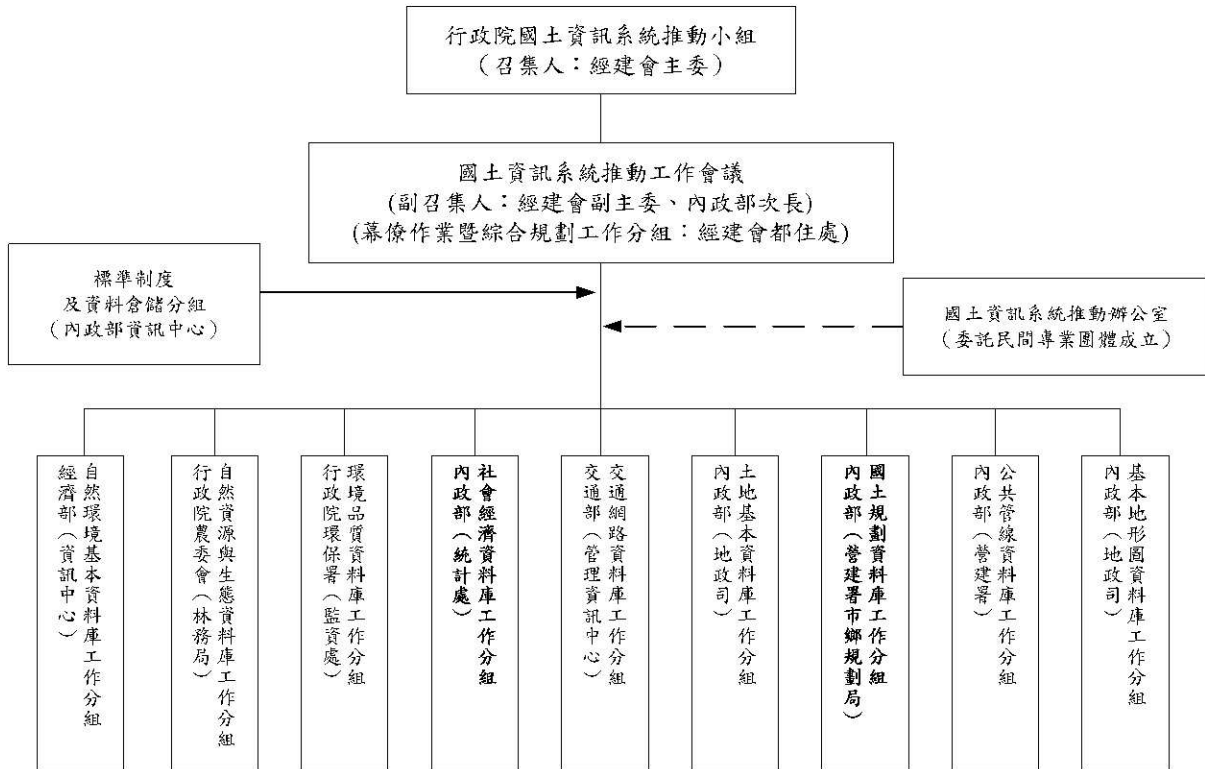 行政院國土資訊系統推動小組
（召集人：經建會主委）
國土資訊系統推動工作會議
(副召集人：經建會副主委、內政部次長)
(幕僚作業暨綜合規劃工作分組：經建會都住處)
標準制度
及資料倉儲分組
（內政部資訊中心）
國土資訊系統推動辦公室
（委託民間專業團體成立）
自然環境基本資料庫工作分組
經濟部（資訊中心）
自然資源與生態資料庫工作分組
行政院農委會（林務局）
環境品質資料庫工作分組
行政院環保署（監資處）
社會經濟資料庫工作分組
內政部（統計處）
交通網路資料庫工作分組
交通部（管理資訊中心）
土地基本資料庫工作分組
內政部（地政司）
國土規劃資料庫工作分組
內政部（營建署市鄉規劃局）
公共管線資料庫工作分組
內政部（營建署）
基本地形圖資料庫工作分組
內政部（地政司）